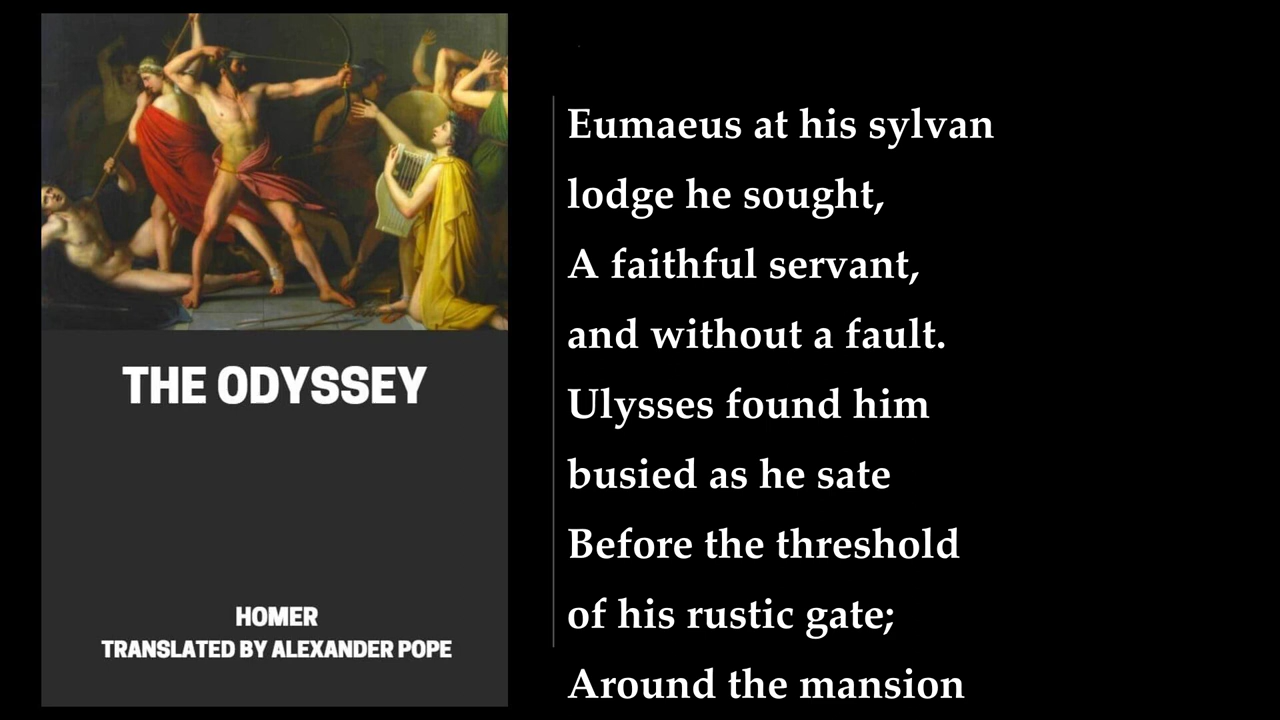 THE ODYSSEY
HOMER
TRANSLATED BY ALEXANDER POPE
Eumaeus at his sylvan
lodge he sought,
A faithful servant,
and without a fault.
Ulysses found him
busied as he sate
Before the threshold
of his rustic gate;
Around the mansion